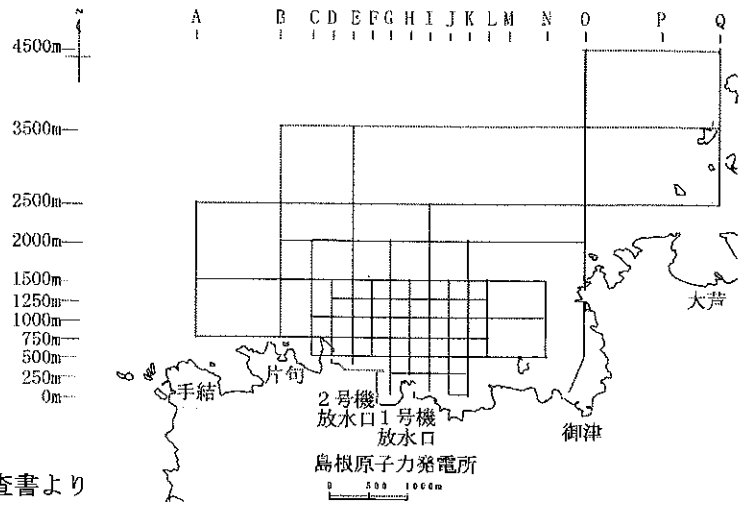 A B C D E F G H I J K L M N O P Q
z
4500m
3500m
2500m
2000m
1500m
1250m
1000m
750m
500m
250m
0m
手結
片句
2号機
放水口
1号機
放水口
御津
大芦
島根原子力発電所
0 500 1000m
査書より